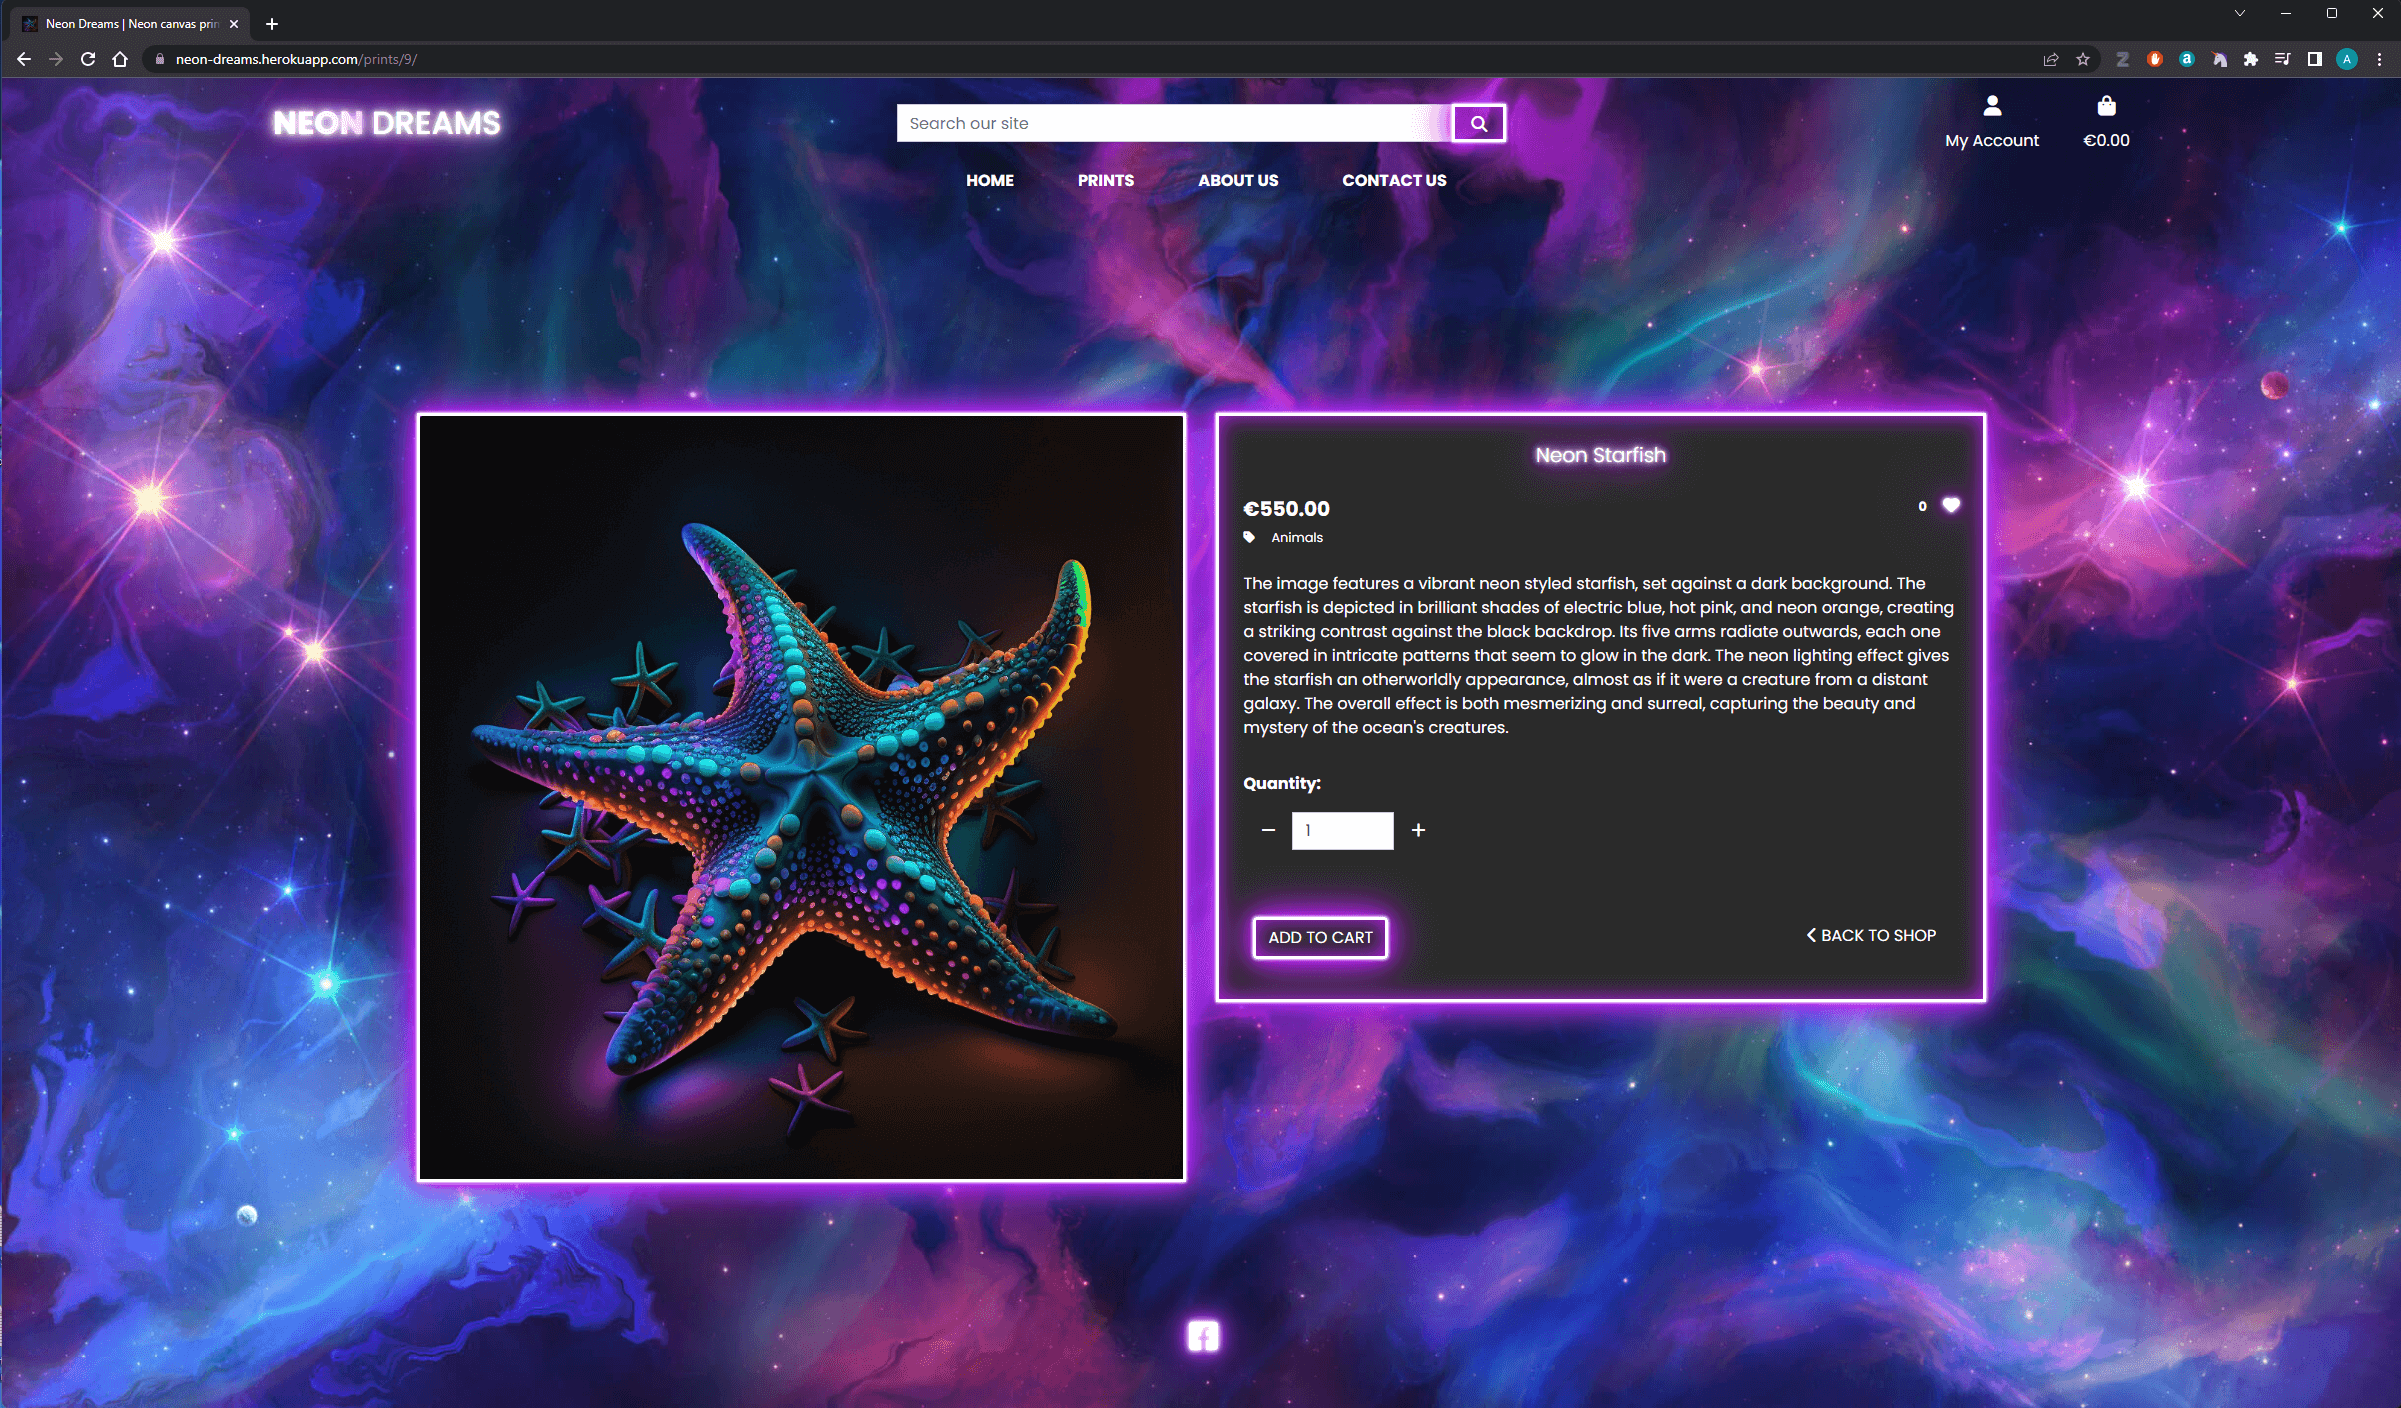 Neon Dreams | Neon canvas prin
neon-dreams.herokuapp.com/prints/9/
NEON DREAMS
Search our site
My Account
€0.00
HOME PRINTS ABOUT US CONTACT US
Neon Starfish
€550.00
0
Animals
The image features a vibrant neon styled starfish, set against a dark background. The
starfish is depicted in brilliant shades of electric blue, hot pink, and neon orange, creating
a striking contrast against the black backdrop. Its five arms radiate outwards, each one
covered in intricate patterns that seem to glow in the dark. The neon lighting effect gives
the starfish an otherworldly appearance, almost as if it were a creature from a distant
galaxy. The overall effect is both mesmerizing and surreal, capturing the beauty and
mystery of the ocean's creatures.
Quantity:
1
ADD TO CART
BACK TO SHOP